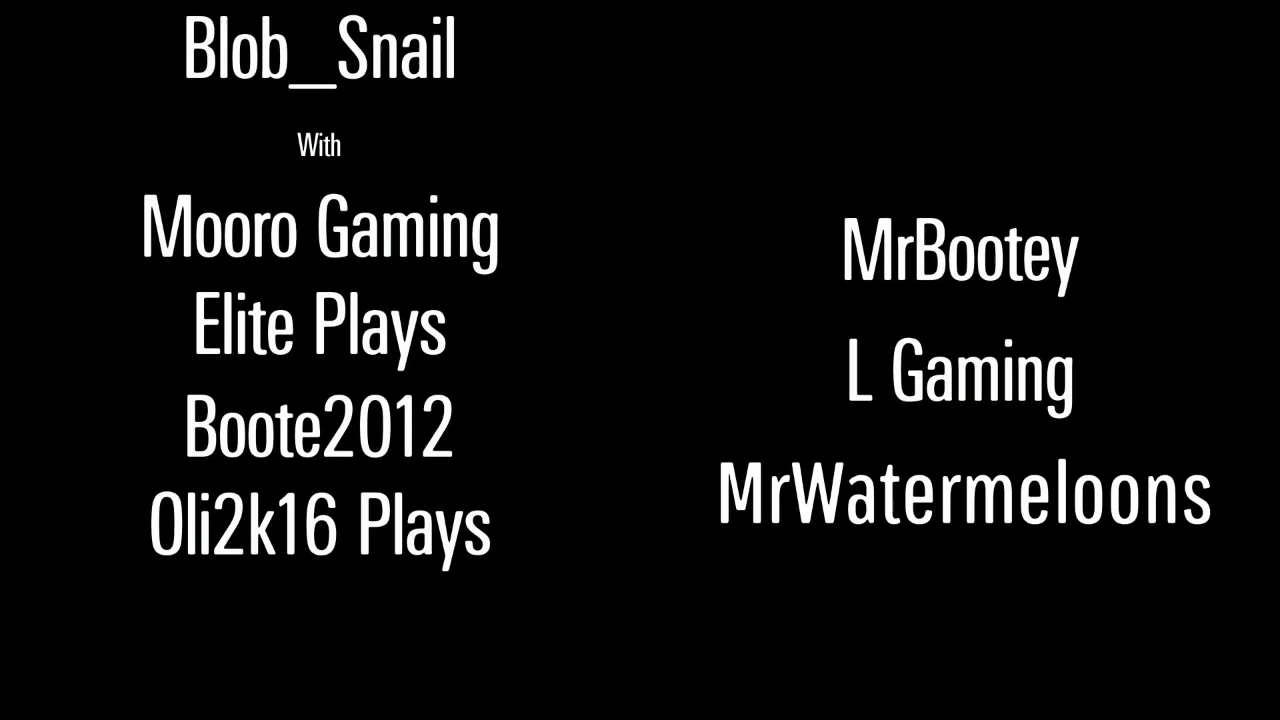 Blob_Snail
With
Mooro Gaming
Elite Plays
Boote2012
Oli2k16 Plays
MrBootey
L Gaming
MrWatermeloons